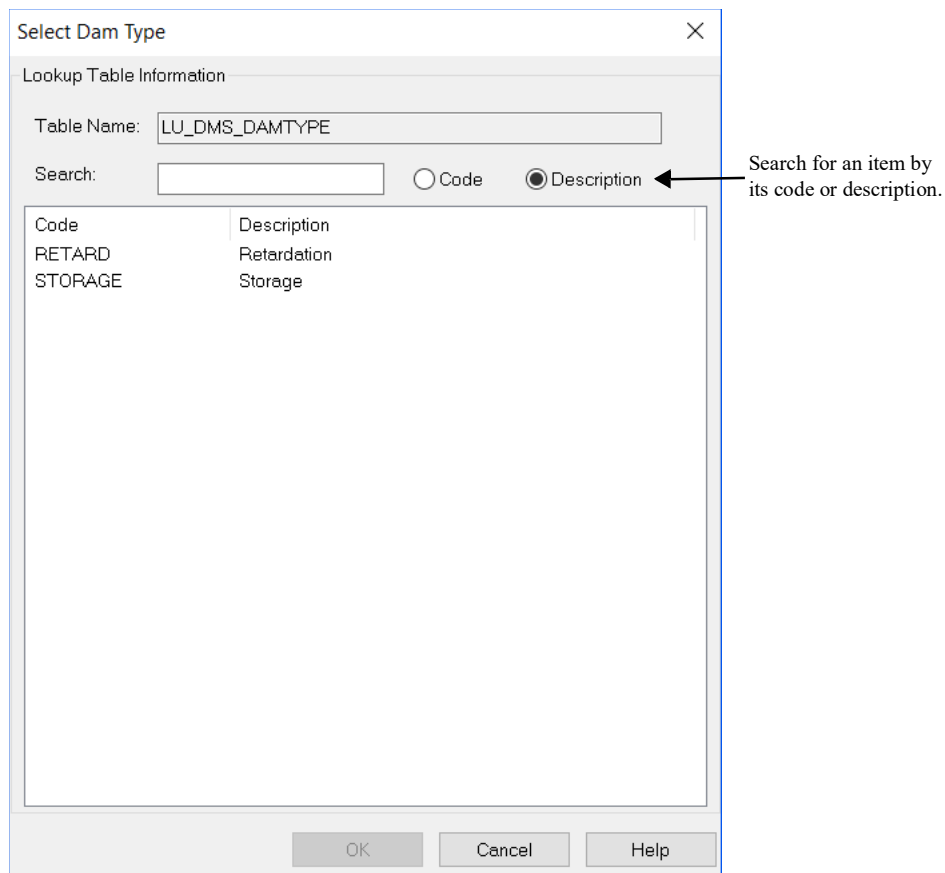 Select Dam Type
Lookup Table Information
Table Name: LU_DMS_DAMTYPE
Search: Code Description
Search for an item by
its code or description.
Code Description
RETARD Retardation
STORAGE Storage
OK Cancel Help